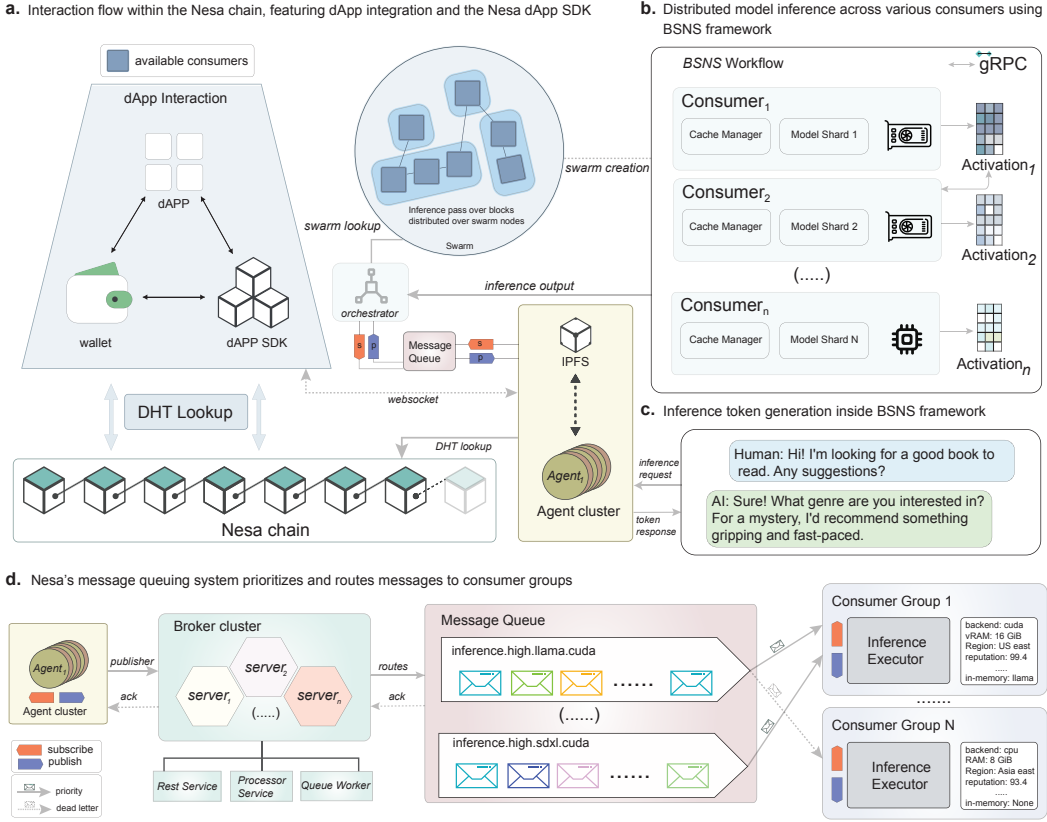 a. Interaction flow within the Nesa chain, featuring dApp integration and the Nesa dApp SDK
available consumers
dApp Interaction
dAPP
wallet
dAPP SDK
DHT Lookup
Nesa chain
Inference pass over blocks
distributed over swarm nodes
Swarm
swarm lookup
swarm creation
orchestrator
inference output
s
p
Message
Queue
s
p
websocket
DHT lookup
IPFS
Agent1
Agent cluster
b. Distributed model inference across various consumers using
BSNS framework
BSNS Workflow
gRPC
Consumer1
Cache Manager
Model Shard 1
Activation1
Consumer2
Cache Manager
Model Shard 2
Activation2
(.....)
Consumern
Cache Manager
Model Shard N
Activationn
c. Inference token generation inside BSNS framework
inference
request
token
response
Human: Hi! I'm looking for a good book to
read. Any suggestions?
AI: Sure! What genre are you interested in?
For a mystery, I'd recommend something
gripping and fast-paced.
d. Nesa's message queuing system prioritizes and routes messages to consumer groups
Agent1
Agent cluster
publisher
ack
subscribe
publish
priority
dead letter
Broker cluster
server1
server2
servern
(.....)
Rest Service
Processor
Service
Queue Worker
routes
ack
Message Queue
inference.high.llama.cuda
......
(......)
inference.high.sdxl.cuda
......
Consumer Group 1
Inference
Executor
backend: cuda
vRAM: 16 GiB
Region: US east
reputation: 99.4
.....
in-memory: llama
.......
Consumer Group N
Inference
Executor
backend: cpu
RAM: 8 GiB
Region: Asia east
reputation: 93.4
.....
in-memory: None